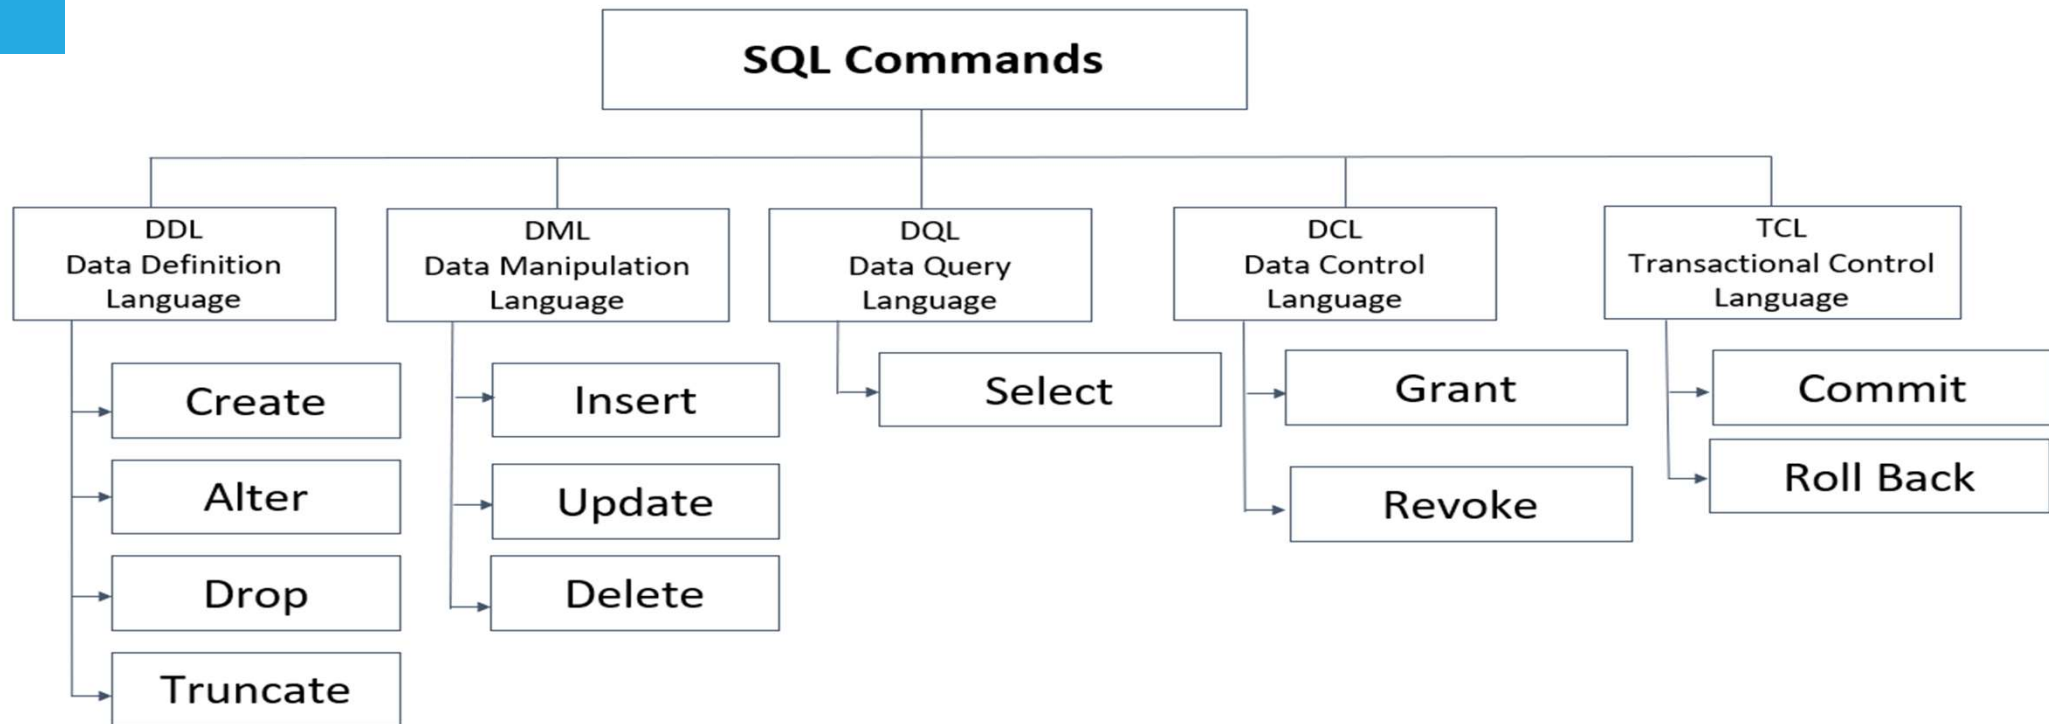 SQL Commands
DDL
Data Definition
Language
DML
Data Manipulation
Language
DQL
Data Query
Language
DCL
Data Control
Language
TCL
Transactional Control
Language
Create
Alter
Drop
Truncate
Insert
Update
Delete
Select
Grant
Revoke
Commit
Roll Back